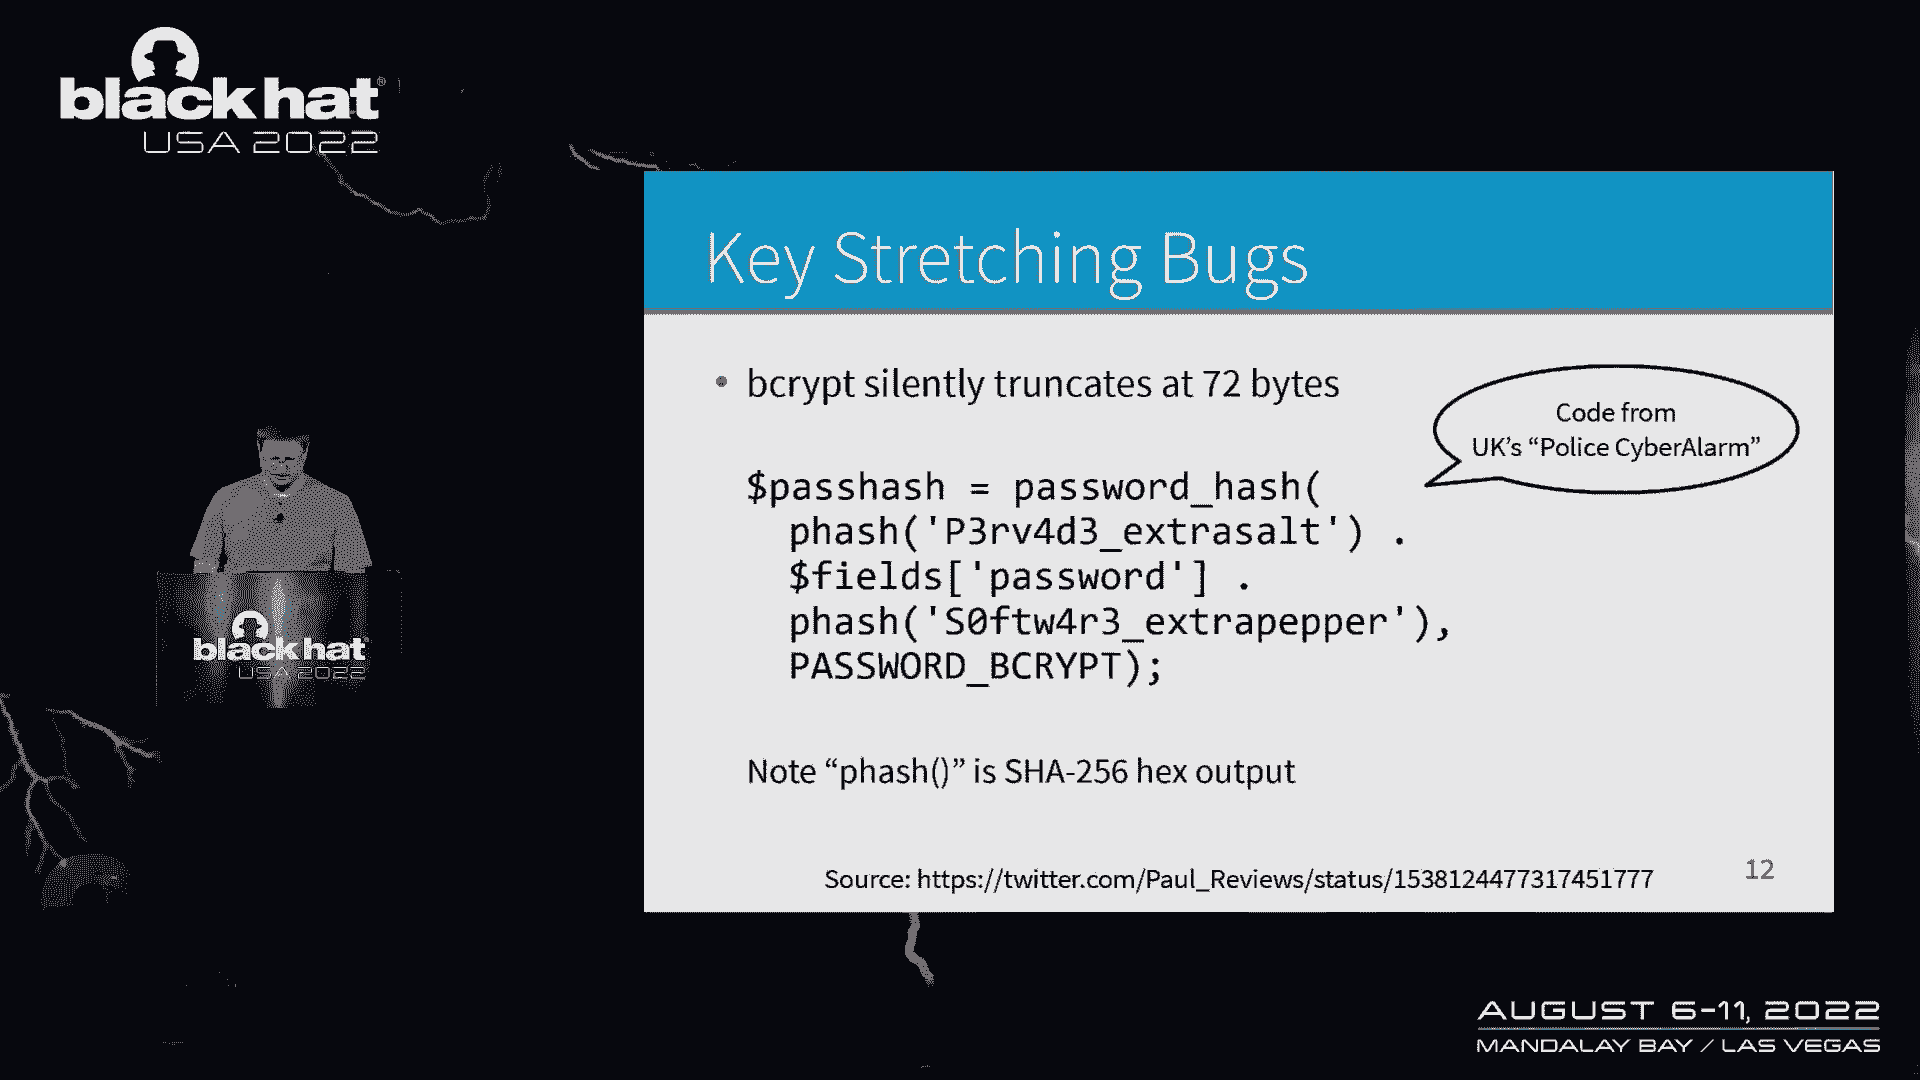 black hat®
USA 2022
Key Stretching Bugs
• bcrypt silently truncates at 72 bytes
Code from
UK's “Police CyberAlarm”
$passhash = password_hash(
phash('P3rv4d3_extrasalt') .
$fields['password'] .
phash('S0ftw4r3_extrapepper'),
PASSWORD_BCRYPT);
Note “phash()” is SHA-256 hex output
Source: https://twitter.com/Paul_Reviews/status/1538124477317451777
12
black hat
USA 2022
AUGUST 6-11, 2022
MANDALAY BAY / LAS VEGAS